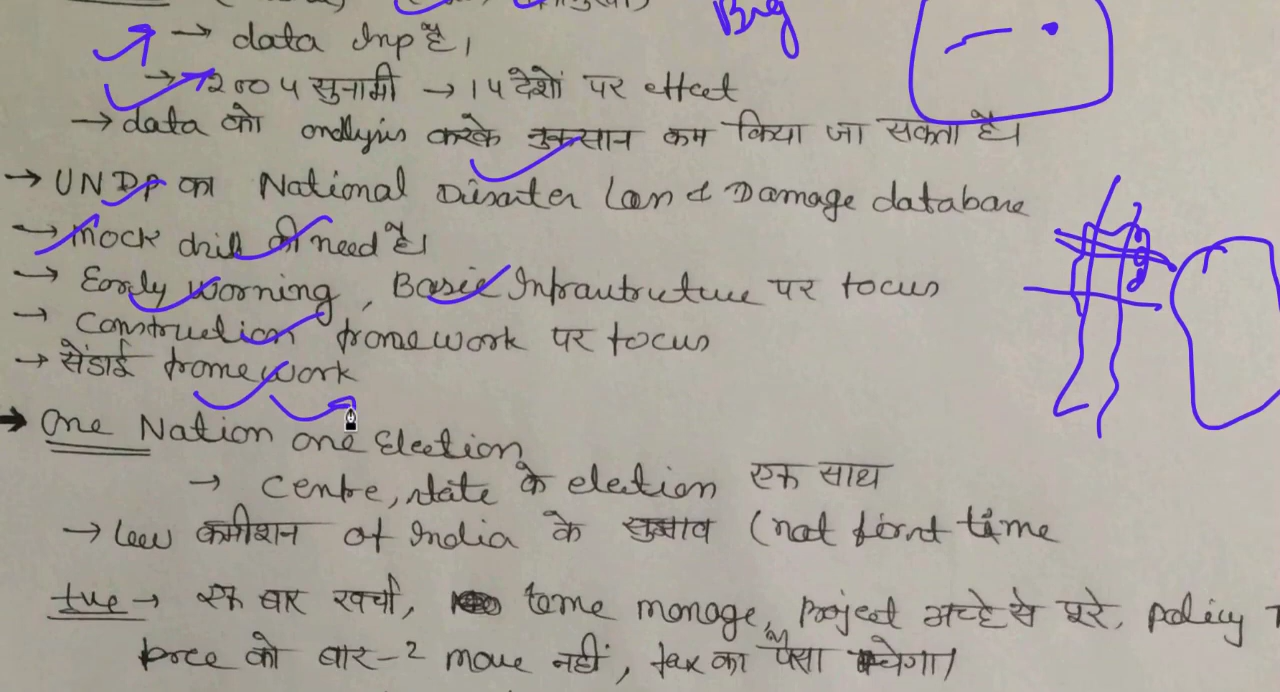 Big
→ data Imp है।
→ 2004 सुनामी → 14 देशों पर effect
→ data को analysis करके नुकसान कम किया जा सकता है।
→ UNDP का National Disaster Loss & Damage database
→ mock drill की need है।
→ Early Warning, Basic Infrastructure पर focus
→ Construction framework पर focus
→ सेंडाई framework
→ One Nation one Election
→ Centre, state के election एक साथ
→ Law कमीशन of India के सुझाव (not first time
+ve → एक बार खर्चा, time manage, Project अच्छे से पूरे, policy
force को बार-2 move नहीं, tax का पैसा बचेगा।